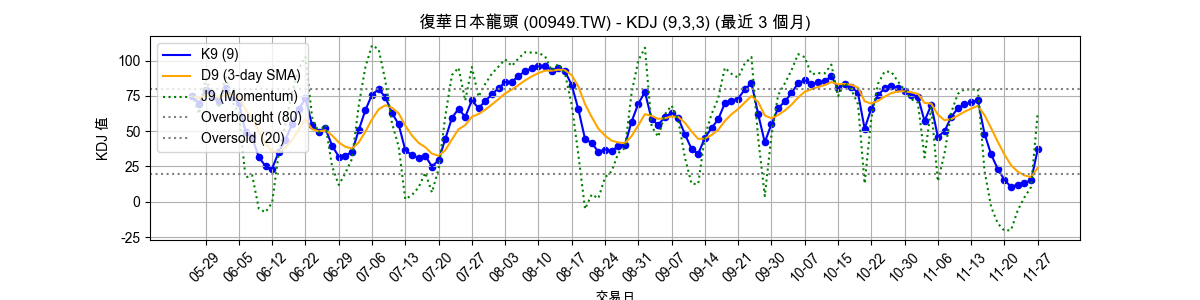 復華日本龍頭 (00949.TW) - KDJ (9,3,3) (最近 3 個月)
KDJ 值
100
75
50
25
0
-25
K9 (9)
D9 (3-day SMA)
J9 (Momentum)
Overbought (80)
Oversold (20)
05-29 06-05 06-12 06-22 06-29 07-06 07-13 07-20 07-27 08-03 08-10 08-17 08-24 08-31 09-07 09-14 09-21 09-30 10-07 10-15 10-22 10-30 11-06 11-13 11-20 11-27
交易日